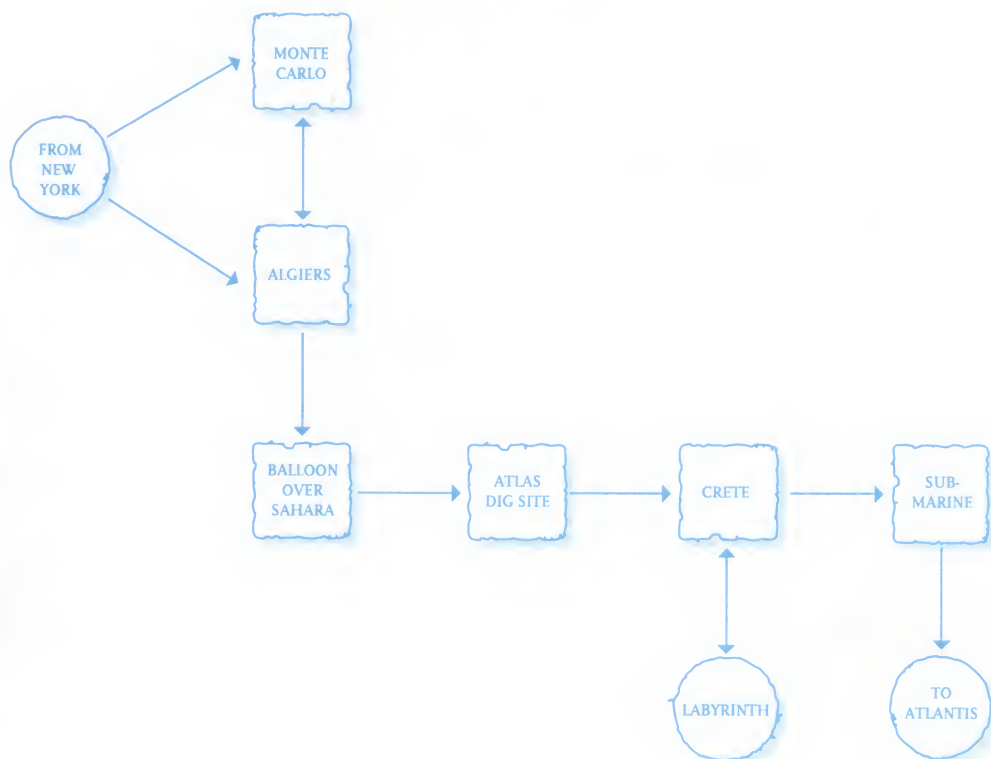 MONTE
CARLO
FROM
NEW
YORK
ALGIERS
BALLOON
OVER
SAHARA
ATLAS
DIG SITE
CRETE
SUB-
MARINE
LABYRINTH
TO
ATLANTIS